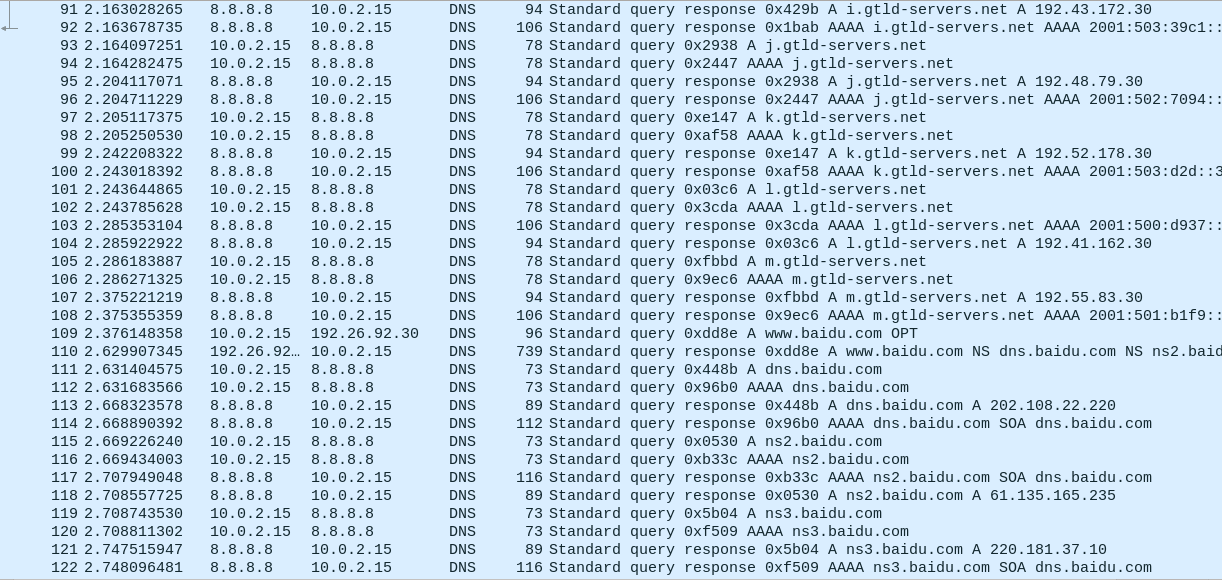 91 2.163028265 8.8.8.8 10.0.2.15 DNS 94 Standard query response 0x429b A i.gtld-servers.net A 192.43.172.30
92 2.163678735 8.8.8.8 10.0.2.15 DNS 106 Standard query response 0x1bab AAAA i.gtld-servers.net AAAA 2001:503:39c1::
93 2.164097251 10.0.2.15 8.8.8.8 DNS 78 Standard query 0x2938 A j.gtld-servers.net
94 2.164282475 10.0.2.15 8.8.8.8 DNS 78 Standard query 0x2447 AAAA j.gtld-servers.net
95 2.204117071 8.8.8.8 10.0.2.15 DNS 94 Standard query response 0x2938 A j.gtld-servers.net A 192.48.79.30
96 2.204711229 8.8.8.8 10.0.2.15 DNS 106 Standard query response 0x2447 AAAA j.gtld-servers.net AAAA 2001:502:7094::
97 2.205117375 10.0.2.15 8.8.8.8 DNS 78 Standard query 0xe147 A k.gtld-servers.net
98 2.205250530 10.0.2.15 8.8.8.8 DNS 78 Standard query 0xaf58 AAAA k.gtld-servers.net
99 2.242208322 8.8.8.8 10.0.2.15 DNS 94 Standard query response 0xe147 A k.gtld-servers.net A 192.52.178.30
100 2.243018392 8.8.8.8 10.0.2.15 DNS 106 Standard query response 0xaf58 AAAA k.gtld-servers.net AAAA 2001:503:d2d::3
101 2.243644865 10.0.2.15 8.8.8.8 DNS 78 Standard query 0x03c6 A l.gtld-servers.net
102 2.243785628 10.0.2.15 8.8.8.8 DNS 78 Standard query 0x3cda AAAA l.gtld-servers.net
103 2.285353104 8.8.8.8 10.0.2.15 DNS 106 Standard query response 0x3cda AAAA l.gtld-servers.net AAAA 2001:500:d937::
104 2.285922922 8.8.8.8 10.0.2.15 DNS 94 Standard query response 0x03c6 A l.gtld-servers.net A 192.41.162.30
105 2.286183887 10.0.2.15 8.8.8.8 DNS 78 Standard query 0xfbbd A m.gtld-servers.net
106 2.286271325 10.0.2.15 8.8.8.8 DNS 78 Standard query 0x9ec6 AAAA m.gtld-servers.net
107 2.375221219 8.8.8.8 10.0.2.15 DNS 94 Standard query response 0xfbbd A m.gtld-servers.net A 192.55.83.30
108 2.375355359 8.8.8.8 10.0.2.15 DNS 106 Standard query response 0x9ec6 AAAA m.gtld-servers.net AAAA 2001:501:b1f9::
109 2.376148358 10.0.2.15 192.26.92.30 DNS 96 Standard query 0xdd8e A www.baidu.com OPT
110 2.629907345 192.26.92… 10.0.2.15 DNS 739 Standard query response 0xdd8e A www.baidu.com NS dns.baidu.com NS ns2.baid
111 2.631404575 10.0.2.15 8.8.8.8 DNS 73 Standard query 0x448b A dns.baidu.com
112 2.631683566 10.0.2.15 8.8.8.8 DNS 73 Standard query 0x96b0 AAAA dns.baidu.com
113 2.668323578 8.8.8.8 10.0.2.15 DNS 89 Standard query response 0x448b A dns.baidu.com A 202.108.22.220
114 2.668890392 8.8.8.8 10.0.2.15 DNS 112 Standard query response 0x96b0 AAAA dns.baidu.com SOA dns.baidu.com
115 2.669226240 10.0.2.15 8.8.8.8 DNS 73 Standard query 0x0530 A ns2.baidu.com
116 2.669434003 10.0.2.15 8.8.8.8 DNS 73 Standard query 0xb33c AAAA ns2.baidu.com
117 2.707949048 8.8.8.8 10.0.2.15 DNS 116 Standard query response 0xb33c AAAA ns2.baidu.com SOA dns.baidu.com
118 2.708557725 8.8.8.8 10.0.2.15 DNS 89 Standard query response 0x0530 A ns2.baidu.com A 61.135.165.235
119 2.708743530 10.0.2.15 8.8.8.8 DNS 73 Standard query 0x5b04 A ns3.baidu.com
120 2.708811302 10.0.2.15 8.8.8.8 DNS 73 Standard query 0xf509 AAAA ns3.baidu.com
121 2.747515947 8.8.8.8 10.0.2.15 DNS 89 Standard query response 0x5b04 A ns3.baidu.com A 220.181.37.10
122 2.748096481 8.8.8.8 10.0.2.15 DNS 116 Standard query response 0xf509 AAAA ns3.baidu.com SOA dns.baidu.com